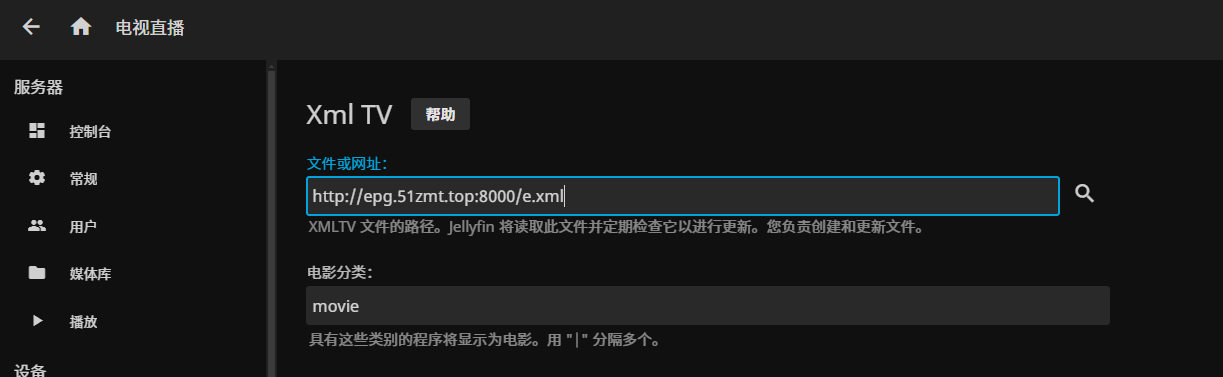 电视直播
服务器
控制台
常规
用户
媒体库
播放
设备
Xml TV 帮助
文件或网址：
http://epg.51zmt.top:8000/e.xml
XMLTV 文件的路径。Jellyfin 将读取此文件并定期检查它以进行更新。您负责创建和更新文件。
电影分类：
movie
具有这些类别的程序将显示为电影。用 "|" 分隔多个。